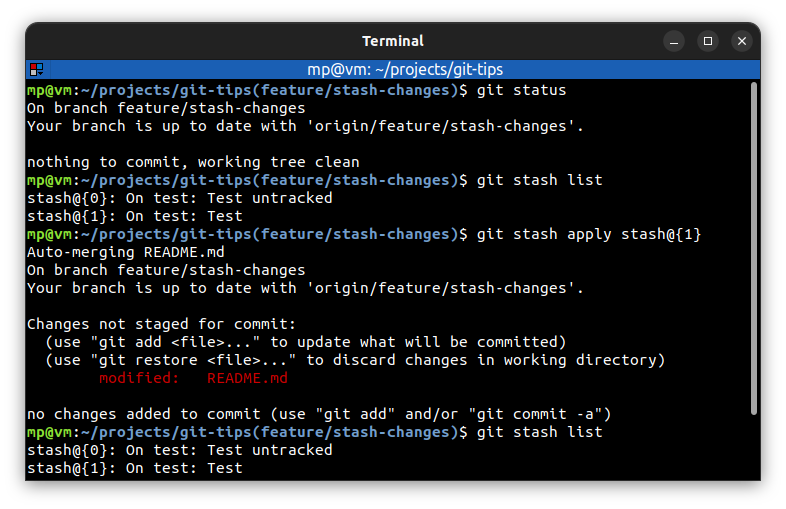 Terminal
mp@vm: ~/projects/git-tips
mp@vm:~/projects/git-tips(feature/stash-changes)$ git status
On branch feature/stash-changes
Your branch is up to date with 'origin/feature/stash-changes'.
nothing to commit, working tree clean
mp@vm:~/projects/git-tips(feature/stash-changes)$ git stash list
stash@{0}: On test: Test untracked
stash@{1}: On test: Test
mp@vm:~/projects/git-tips(feature/stash-changes)$ git stash apply stash@{1}
Auto-merging README.md
On branch feature/stash-changes
Your branch is up to date with 'origin/feature/stash-changes'.
Changes not staged for commit:
  (use "git add <file>..." to update what will be committed)
  (use "git restore <file>..." to discard changes in working directory)
        modified:   README.md
no changes added to commit (use "git add" and/or "git commit -a")
mp@vm:~/projects/git-tips(feature/stash-changes)$ git stash list
stash@{0}: On test: Test untracked
stash@{1}: On test: Test